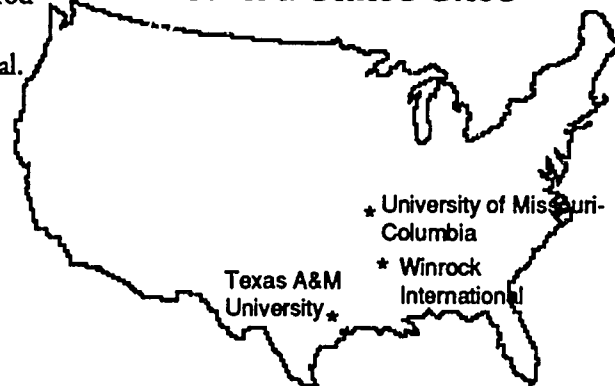 al.
University of Missouri-
Columbia
Winrock
International
Texas A&M
University